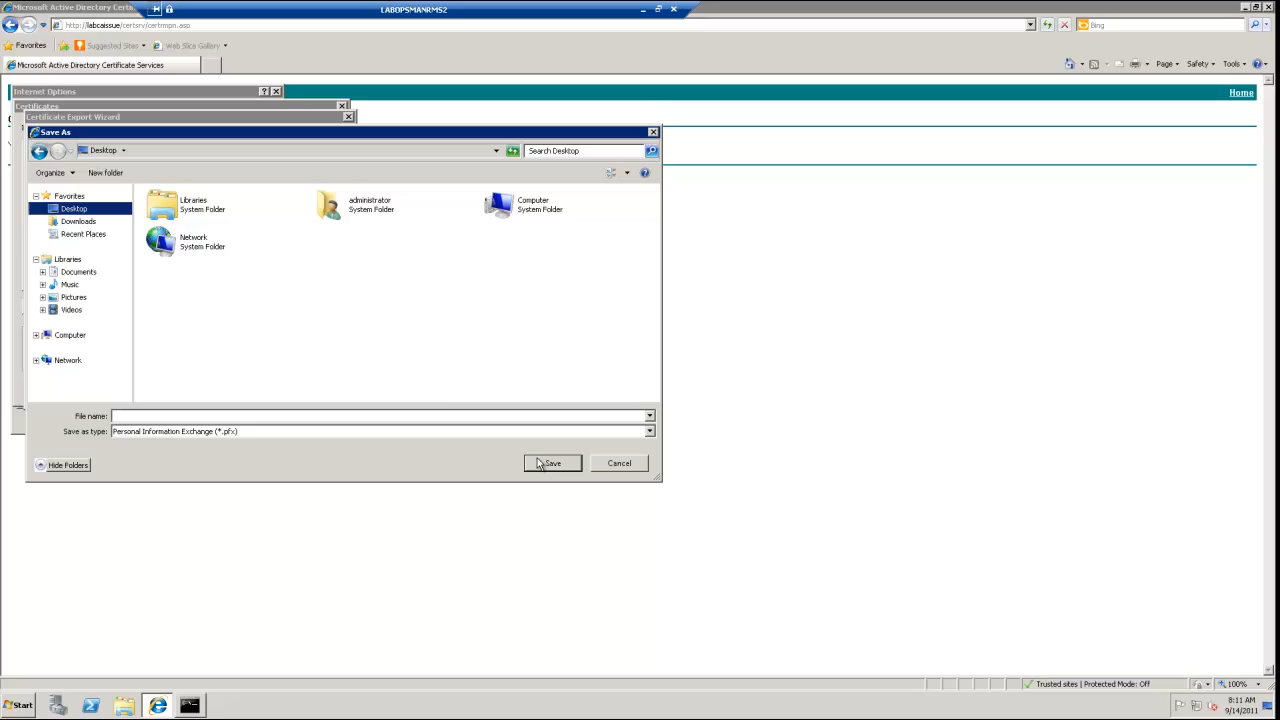 Microsoft Active Directory Certi
LABOPSMANRMS2
http://labcaissue/certsrv/certrmpn.asp
Bing
Favorites
Suggested Sites
Web Slice Gallery
Microsoft Active Directory Certificate Services
Page
Safety
Tools
Internet Options
Home
Certificates
Certificate Export Wizard
Save As
Desktop
Search Desktop
Organize
New folder
Favorites
Desktop
Downloads
Recent Places
Libraries
Documents
Music
Pictures
Videos
Computer
Network
Libraries
System Folder
administrator
System Folder
Computer
System Folder
Network
System Folder
File name:
Save as type:
Personal Information Exchange (*.pfx)
Hide Folders
Save
Cancel
Trusted sites | Protected Mode: Off
100%
Start
8:11 AM
9/14/2011